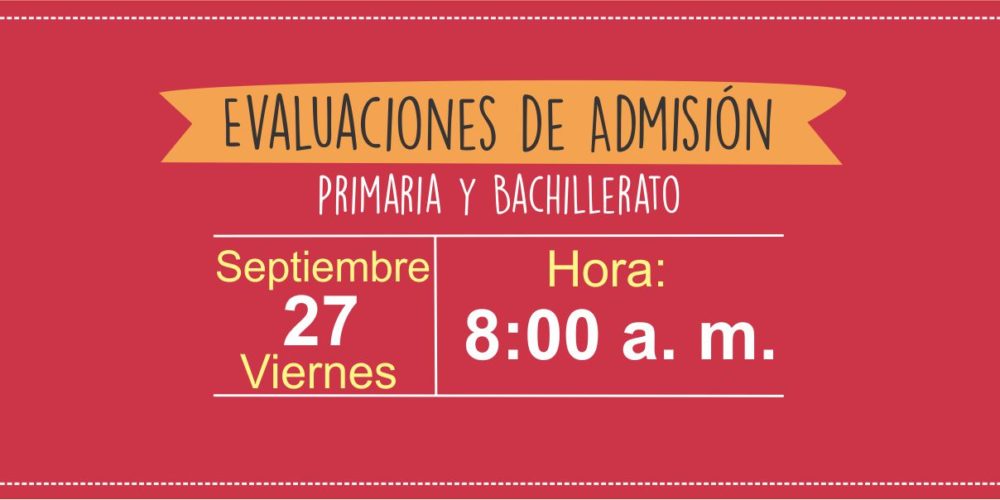 EVALUACIONES DE ADMISIÓN
PRIMARIA Y BACHILLERATO
Septiembre
27
Viernes
Hora:
8:00 a. m.